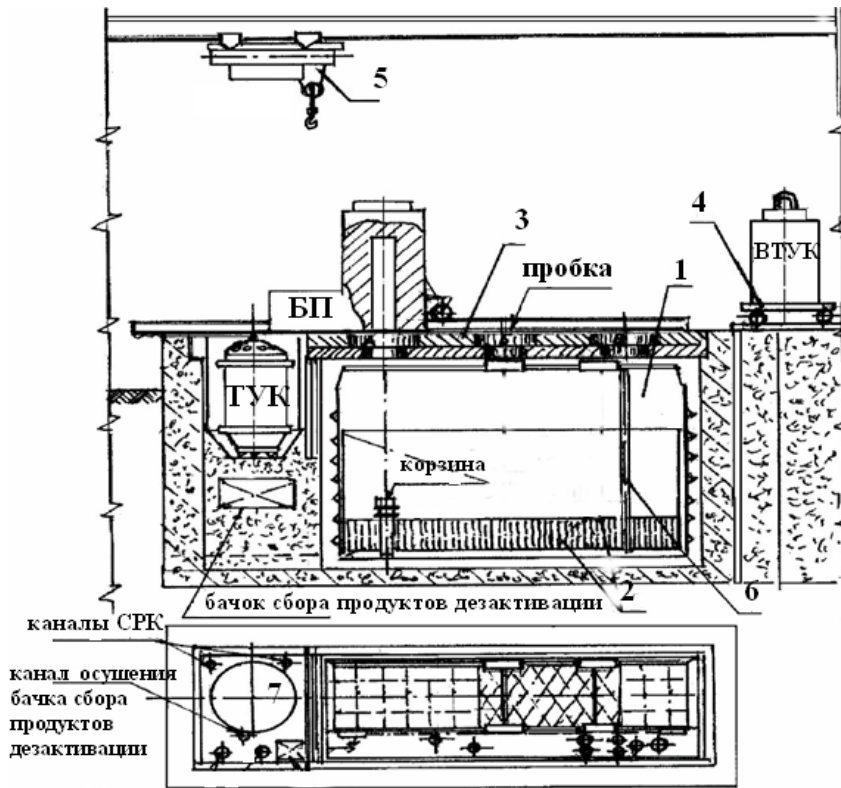 5
3
4
ВТУК
пробка
1
БП
ТУК
корзина
2
6
бачок сбора продуктов дезактивации
каналы СРК
канал осушения
бачка сбора
продуктов
дезактивации
7